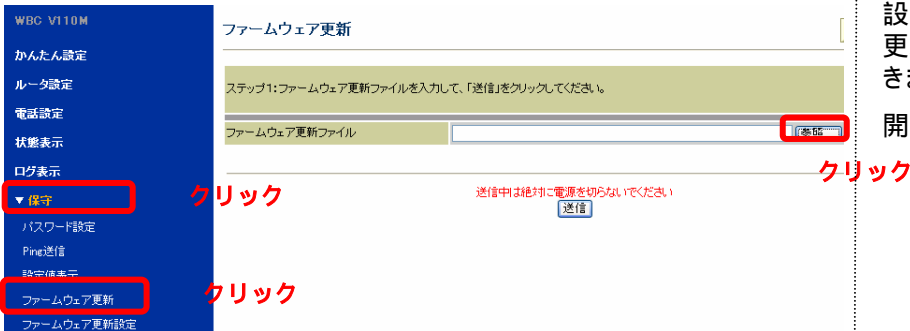 WBC V110M
かんたん設定
ルータ設定
電話設定
状態表示
ログ表示
▼保守
クリック
パスワード設定
Ping送信
設定値表示
ファームウェア更新
クリック
ファームウェア更新設定
ファームウェア更新
ステップ1:ファームウェア更新ファイルを入力して、「送信」をクリックしてください。
ファームウェア更新ファイル
参照...
クリック
送信中は絶対に電源を切らないでください
送信
設
更
き
開